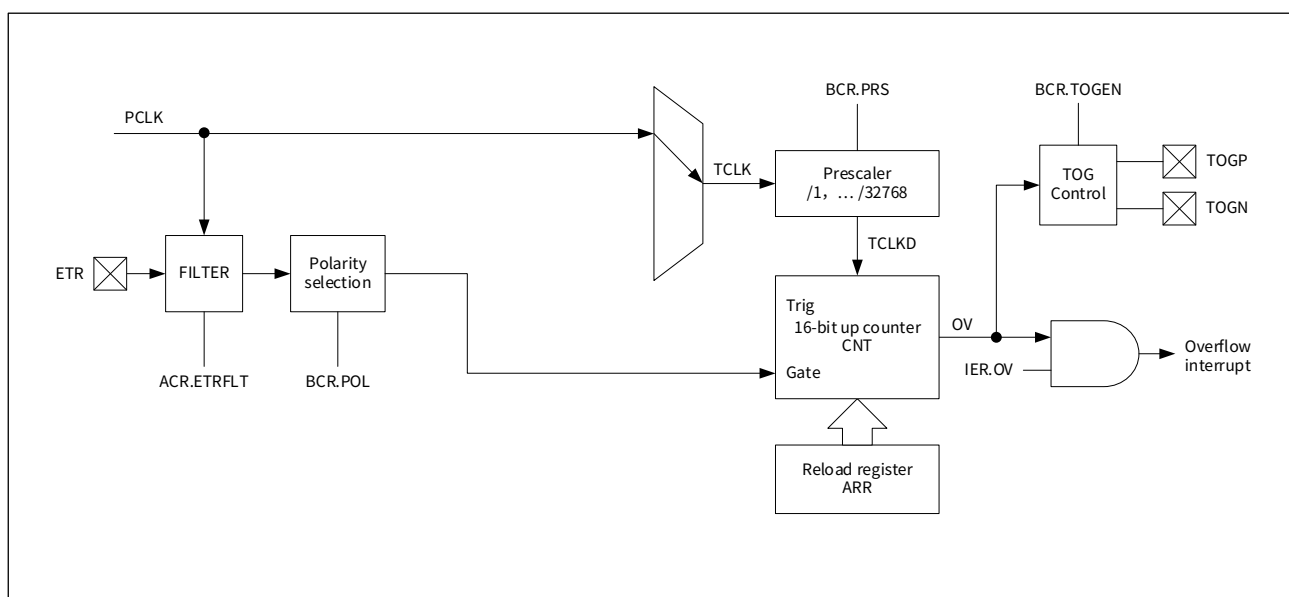 BCR.PRS
BCR.TOGEN
PCLK
TCLK
Prescaler
/1, … /32768
TOG
Control
TOGP
TOGN
TCLKD
ETR
FILTER
Polarity
selection
Trig
16-bit up counter
CNT
Gate
OV
IER.OV
Overflow
interrupt
ACR.ETRFLT
BCR.POL
Reload register
ARR